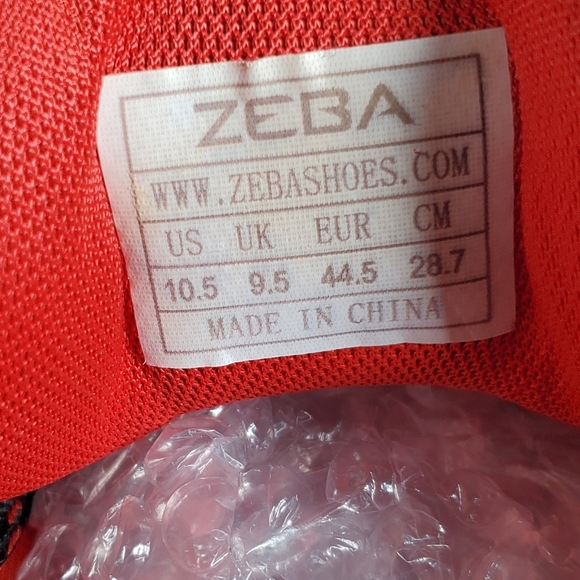 ZEBA
WWW.ZEBASHOES.COM
US UK EUR CM
10.5 9.5 44.5 28.7
MADE IN CHINA